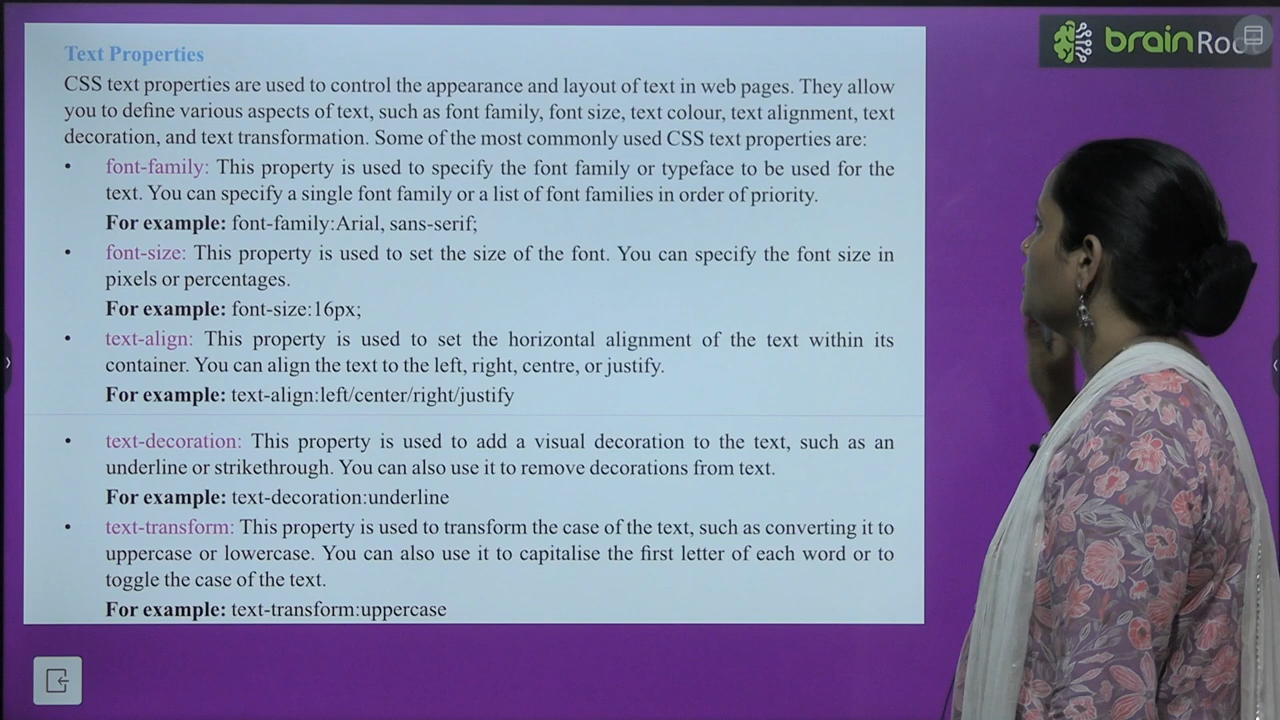 brainRo
Text Properties
CSS text properties are used to control the appearance and layout of text in web pages. They allow
you to define various aspects of text, such as font family, font size, text colour, text alignment, text
decoration, and text transformation. Some of the most commonly used CSS text properties are:
• font-family: This property is used to specify the font family or typeface to be used for the
text. You can specify a single font family or a list of font families in order of priority.
For example: font-family:Arial, sans-serif;
• font-size: This property is used to set the size of the font. You can specify the font size in
pixels or percentages.
For example: font-size:16px;
• text-align: This property is used to set the horizontal alignment of the text within its
container. You can align the text to the left, right, centre, or justify.
For example: text-align:left/center/right/justify
• text-decoration: This property is used to add a visual decoration to the text, such as an
underline or strikethrough. You can also use it to remove decorations from text.
For example: text-decoration:underline
• text-transform: This property is used to transform the case of the text, such as converting it to
uppercase or lowercase. You can also use it to capitalise the first letter of each word or to
toggle the case of the text.
For example: text-transform:uppercase